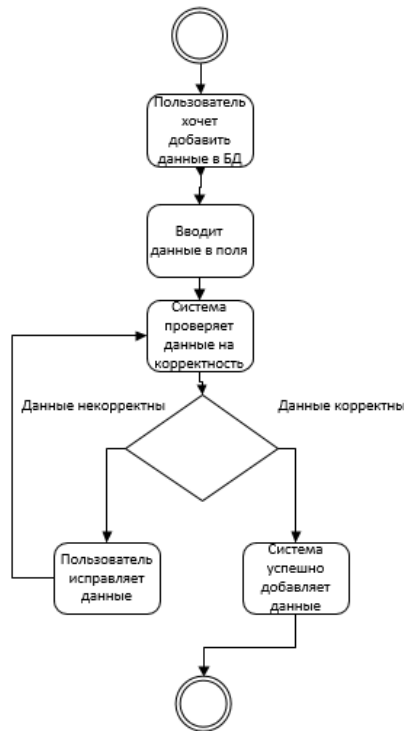 Пользователь
хочет
добавить
данные в БД
Вводит
данные в поля
Система
проверяет
данные на
корректность
Данные некорректны
Данные корректны
Пользователь
исправляет
данные
Система
успешно
добавляет
данные